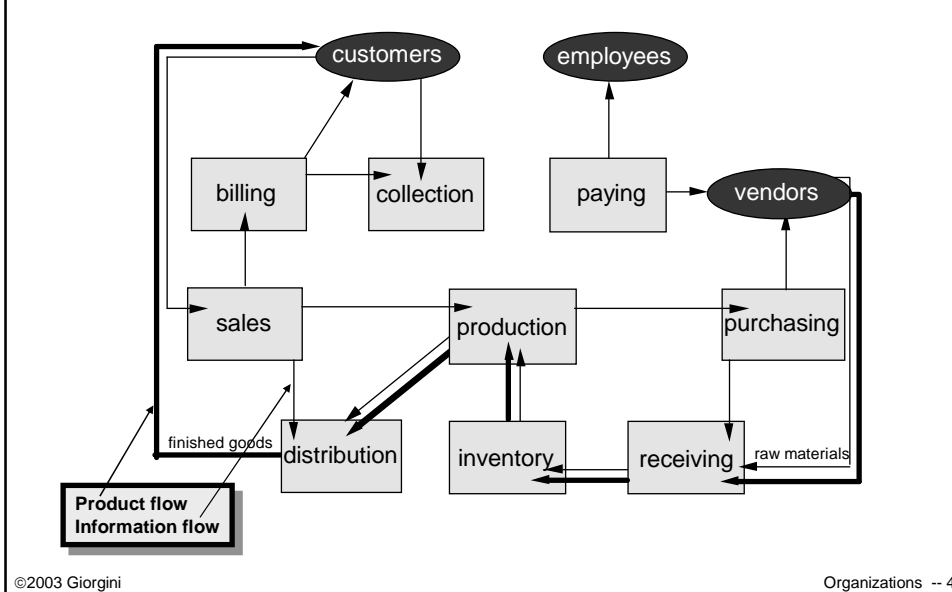 customers
employees
billing
collection
paying
vendors
sales
production
purchasing
finished goods
distribution
inventory
receiving
raw materials
Product flow
Information flow
©2003 Giorgini
Organizations -- 4